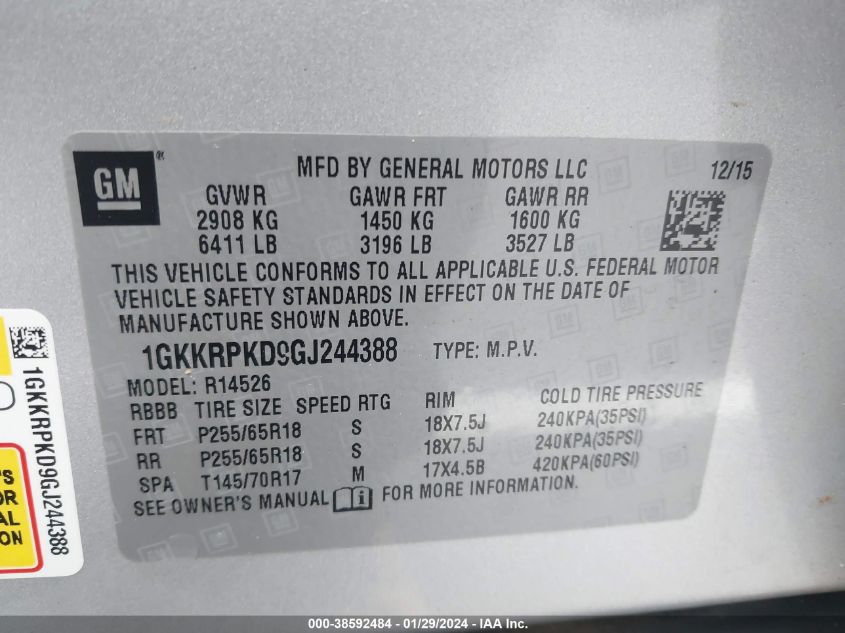 GM ®
MFD BY GENERAL MOTORS LLC 12/15
GVWR GAWR FRT GAWR RR
2908 KG 1450 KG 1600 KG
6411 LB 3196 LB 3527 LB
THIS VEHICLE CONFORMS TO ALL APPLICABLE U.S. FEDERAL MOTOR
VEHICLE SAFETY STANDARDS IN EFFECT ON THE DATE OF
MANUFACTURE SHOWN ABOVE.
1GKKRPKD9GJ244388 TYPE: M.P.V.
MODEL: R14526
RBBB TIRE SIZE SPEED RTG RIM COLD TIRE PRESSURE
FRT P255/65R18 S 18X7.5J 240KPA(35PSI)
RR P255/65R18 S 18X7.5J 240KPA(35PSI)
SPA T145/70R17 M 17X4.5B 420KPA(60PSI)
SEE OWNER'S MANUAL FOR MORE INFORMATION.
1GKKRPKD9GJ244388
'S
OR
AL
ON
000-38592484 - 01/29/2024 - IAA Inc.